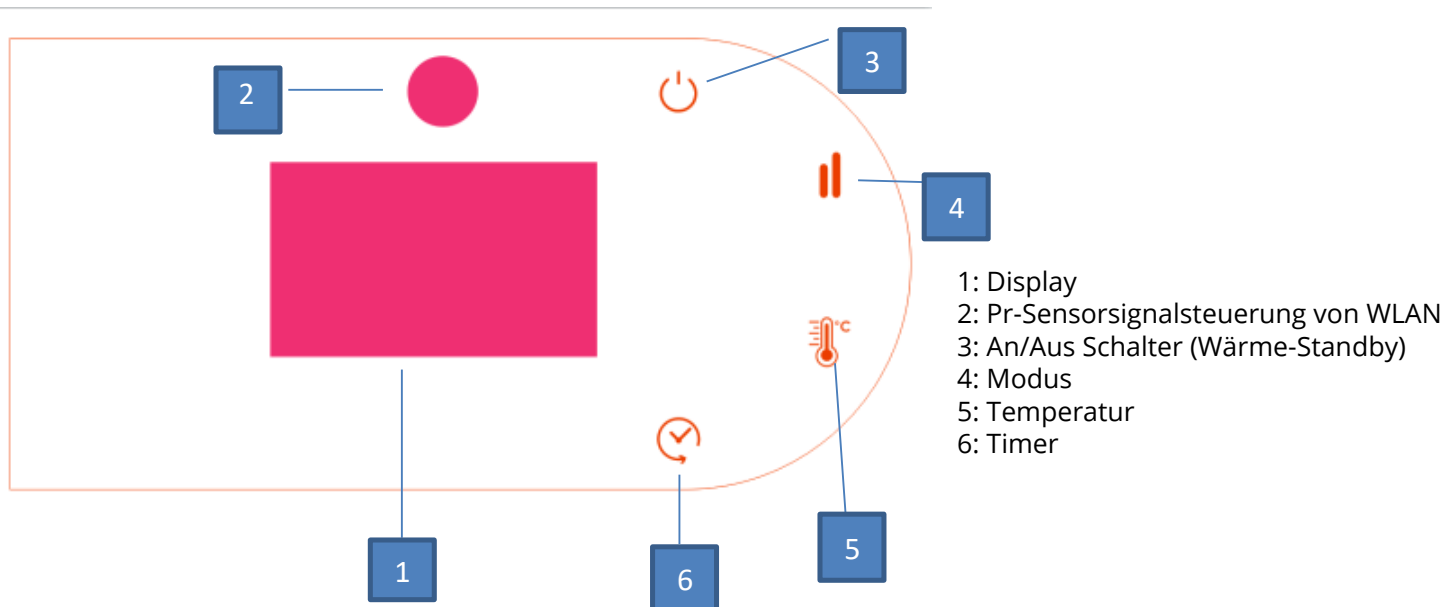 2
3
4
°C
1: Display
2: Pr-Sensorsignalsteuerung von WLAN
3: An/Aus Schalter (Wärme-Standby)
4: Modus
5: Temperatur
6: Timer
5
1
6